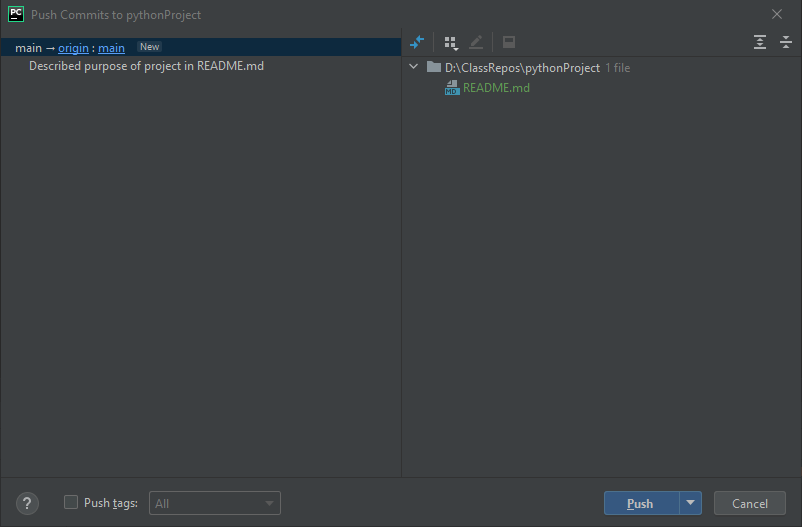 PC Push Commits to pythonProject
main → origin : main New
Described purpose of project in README.md
D:\ClassRepos\pythonProject 1 file
MD README.md
? Push tags: All Push Cancel